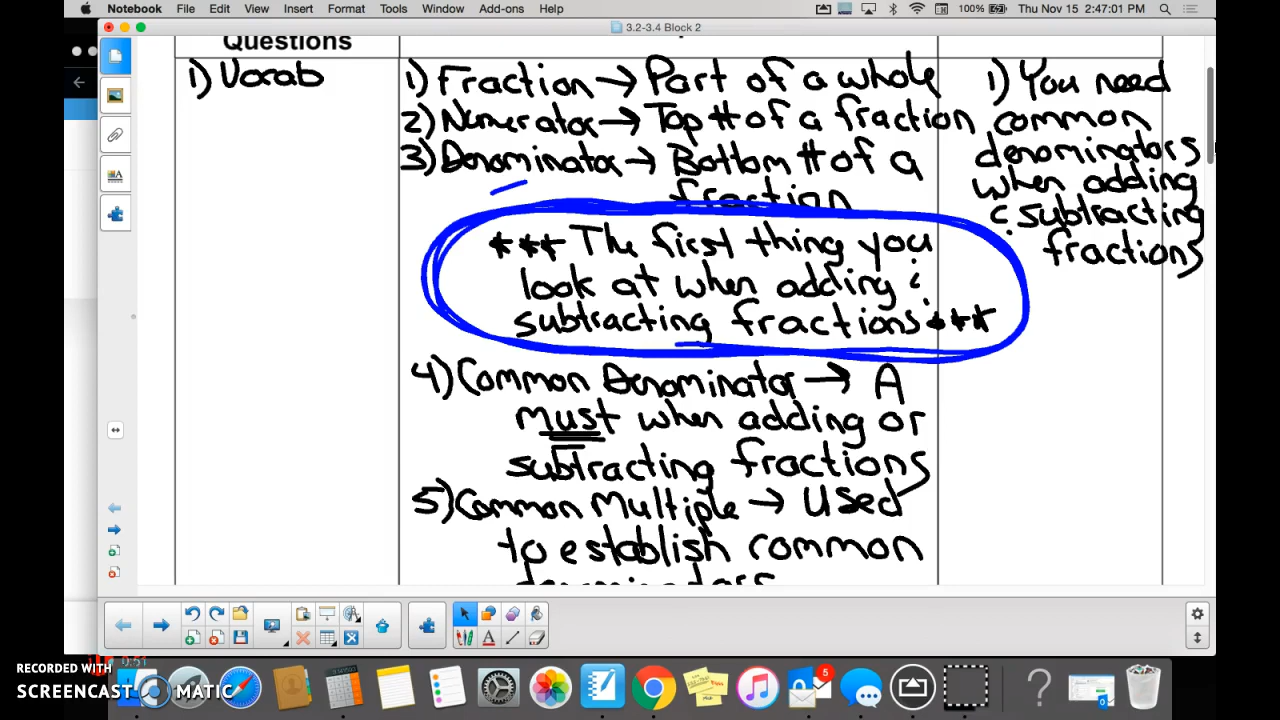 Notebook File Edit View Insert Format Tools Window Add-ons Help 100% Thu Nov 15 2:47:01 PM
3.2-3.4 Block 2
Questions
1) Vocab
1) Fraction → Part of a whole
2) Numerator → Top # of a fraction
3) Denominator → Bottom # of a
fraction
*** The first thing you
look at when adding &
subtracting fractions ***
4) Common Denominator → A
must when adding or
subtracting fractions
5) Common Multiple → Used
to establish common
denominators
1) You need
common
denominators
when adding
& subtracting
fractions
0:51
RECORDED WITH
SCREENCAST MATIC
5